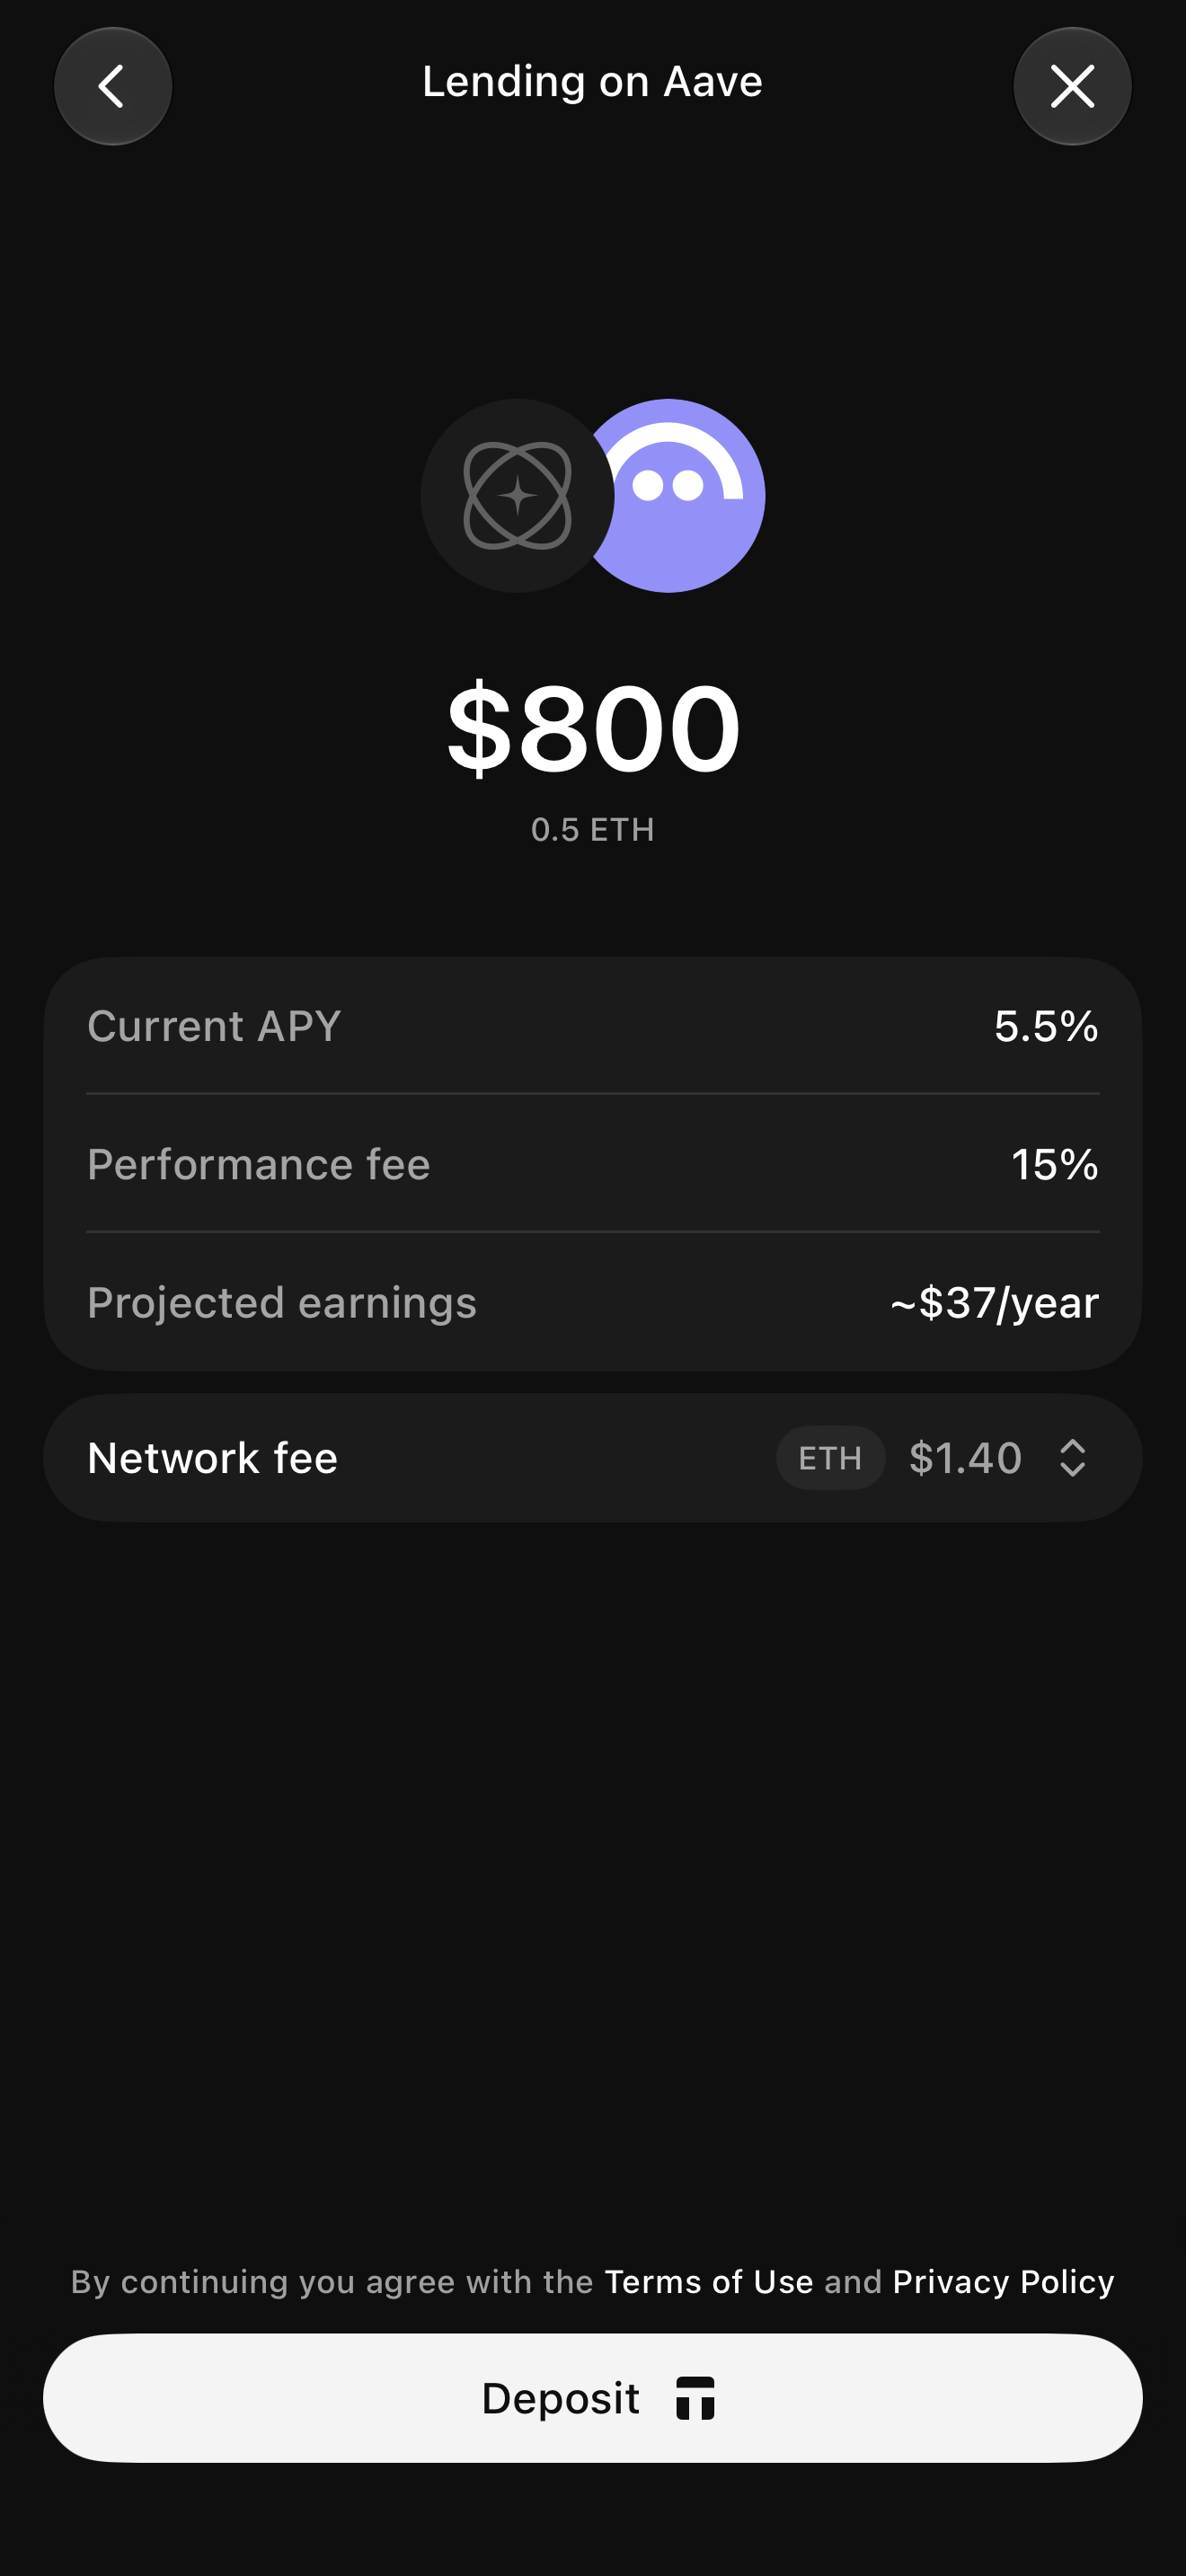 Lending on Aave
$800
0.5 ETH
Current APY 5.5%
Performance fee 15%
Projected earnings ~$37/year
Network fee ETH $1.40
By continuing you agree with the Terms of Use and Privacy Policy
Deposit